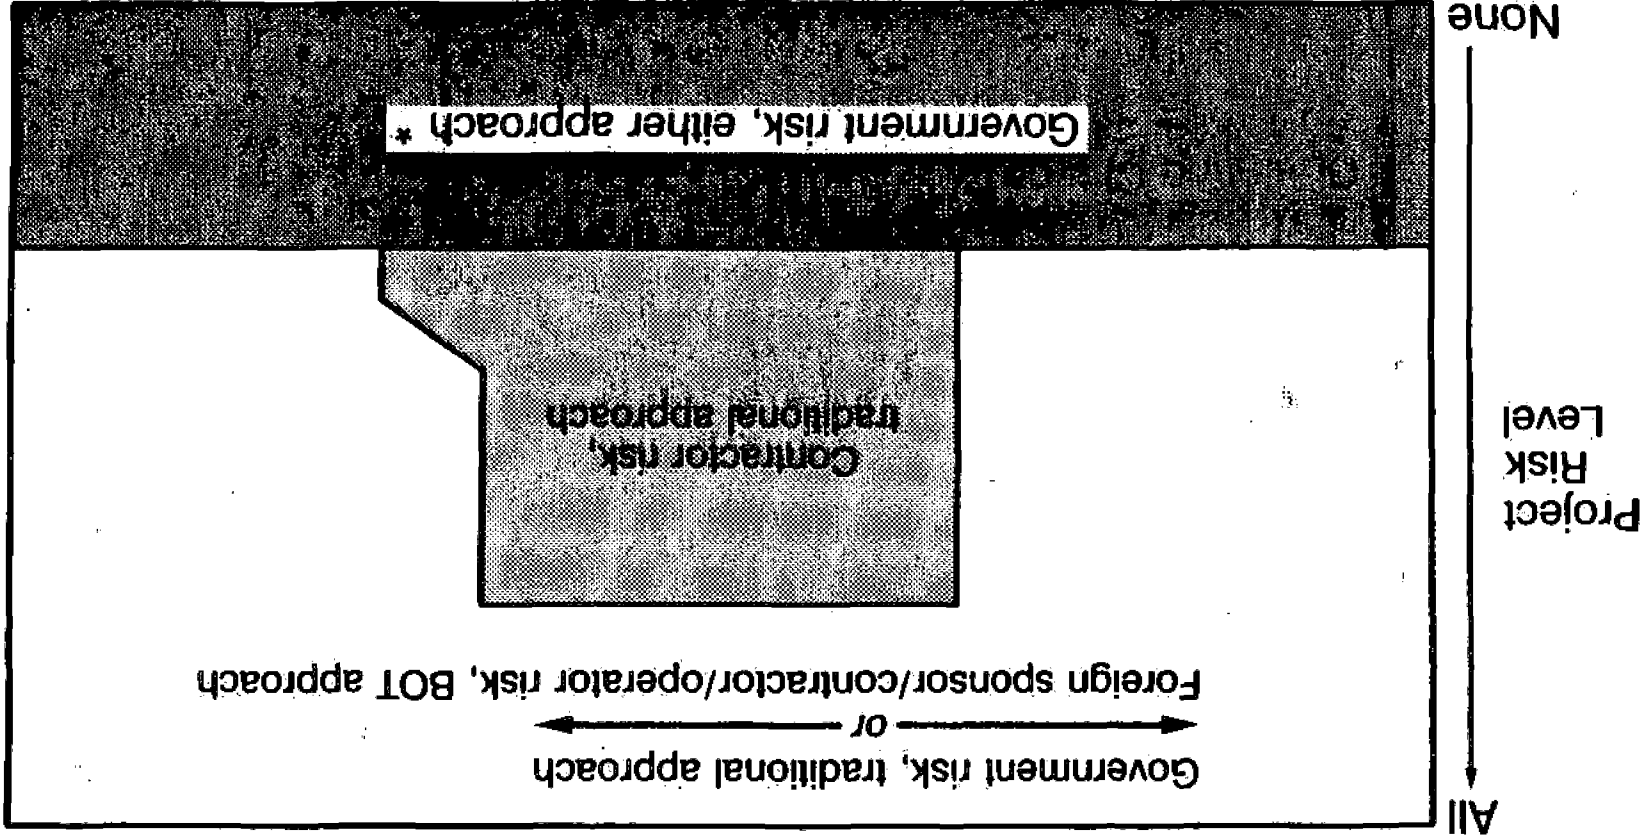 All
Project
Risk
Level
None
Government risk, traditional approach
or
Foreign sponsor/contractor/operator risk, BOT approach
Contractor risk,
traditional approach
Government risk, either approach *